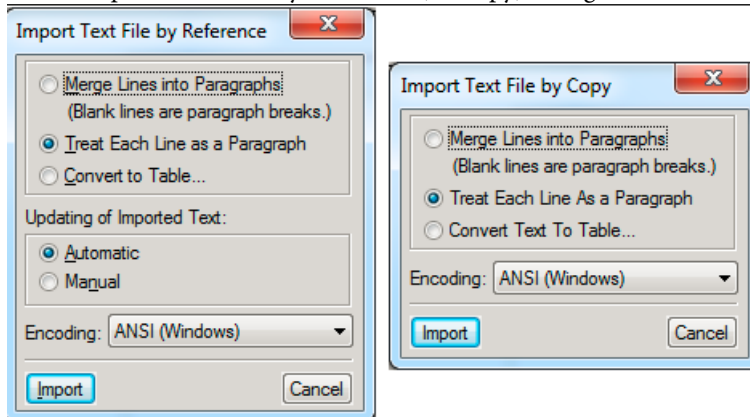 Import Text File by Reference
Merge Lines into Paragraphs
(Blank lines are paragraph breaks.)
Treat Each Line as a Paragraph
Convert to Table...
Updating of Imported Text:
Automatic
Manual
Encoding: ANSI (Windows)
Import Cancel
Import Text File by Copy
Merge Lines into Paragraphs
(Blank lines are paragraph breaks.)
Treat Each Line As a Paragraph
Convert Text To Table...
Encoding: ANSI (Windows)
Import Cancel